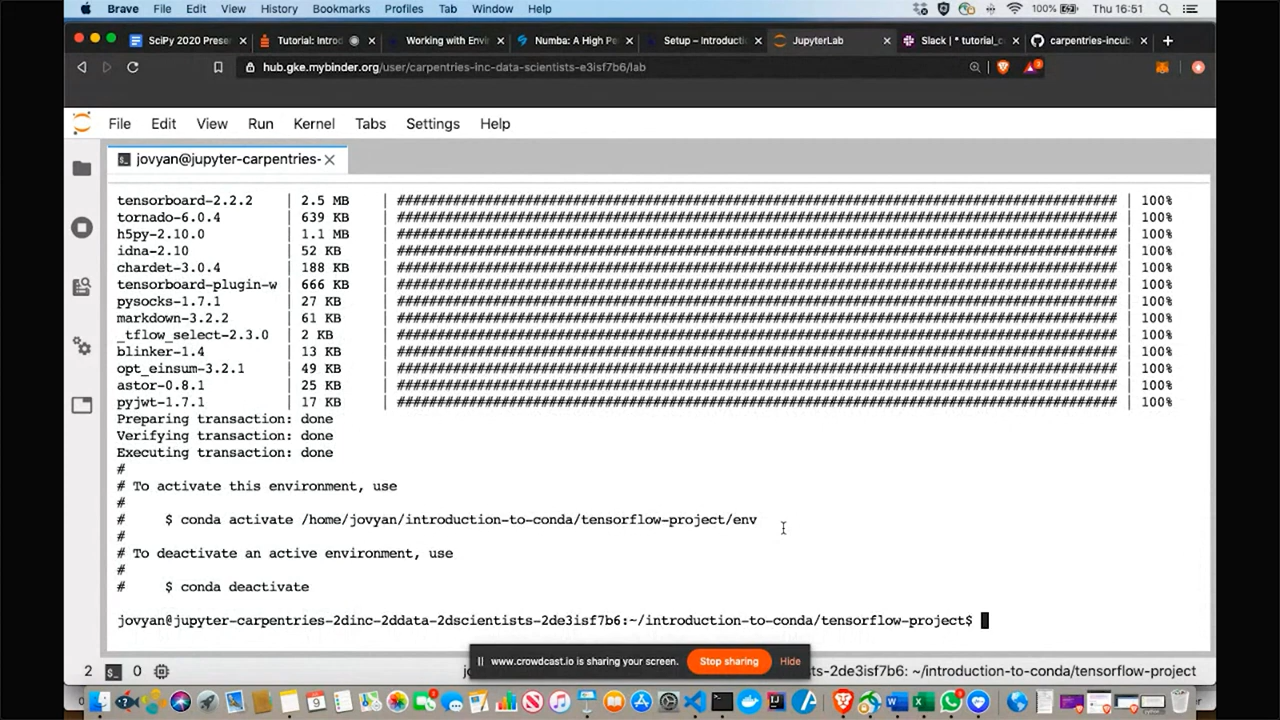 Brave File Edit View History Bookmarks Profiles Tab Window Help 100% Thu 16:51
SciPy 2020 Prese Tutorial: Intro Working with Envi Numba: A High Pe Setup – Introducti JupyterLab Slack | * tutorial_c carpentries-incub
hub.gke.mybinder.org/user/carpentries-inc-data-scientists-e3isf7b6/lab
File Edit View Run Kernel Tabs Settings Help
jovyan@jupyter-carpentries-
tensorboard-2.2.2 | 2.5 MB | ########################################################################################## | 100%
tornado-6.0.4 | 639 KB | ########################################################################################## | 100%
h5py-2.10.0 | 1.1 MB | ########################################################################################## | 100%
idna-2.10 | 52 KB | ########################################################################################## | 100%
chardet-3.0.4 | 188 KB | ########################################################################################## | 100%
tensorboard-plugin-w | 666 KB | ########################################################################################## | 100%
pysocks-1.7.1 | 27 KB | ########################################################################################## | 100%
markdown-3.2.2 | 61 KB | ########################################################################################## | 100%
_tflow_select-2.3.0 | 2 KB | ########################################################################################## | 100%
blinker-1.4 | 13 KB | ########################################################################################## | 100%
opt_einsum-3.2.1 | 49 KB | ########################################################################################## | 100%
astor-0.8.1 | 25 KB | ########################################################################################## | 100%
pyjwt-1.7.1 | 17 KB | ########################################################################################## | 100%
Preparing transaction: done
Verifying transaction: done
Executing transaction: done
#
# To activate this environment, use
#
# $ conda activate /home/jovyan/introduction-to-conda/tensorflow-project/env
#
# To deactivate an active environment, use
#
# $ conda deactivate
jovyan@jupyter-carpentries-2dinc-2ddata-2dscientists-2de3isf7b6:~/introduction-to-conda/tensorflow-project$
www.crowdcast.io is sharing your screen. Stop sharing Hide
2 0 jo ts-2de3isf7b6: ~/introduction-to-conda/tensorflow-project